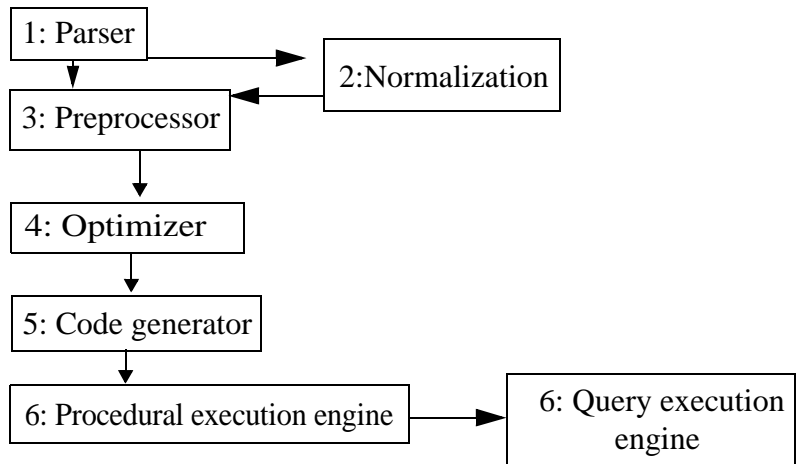 1: Parser
2:Normalization
3: Preprocessor
4: Optimizer
5: Code generator
6: Procedural execution engine
6: Query execution
engine